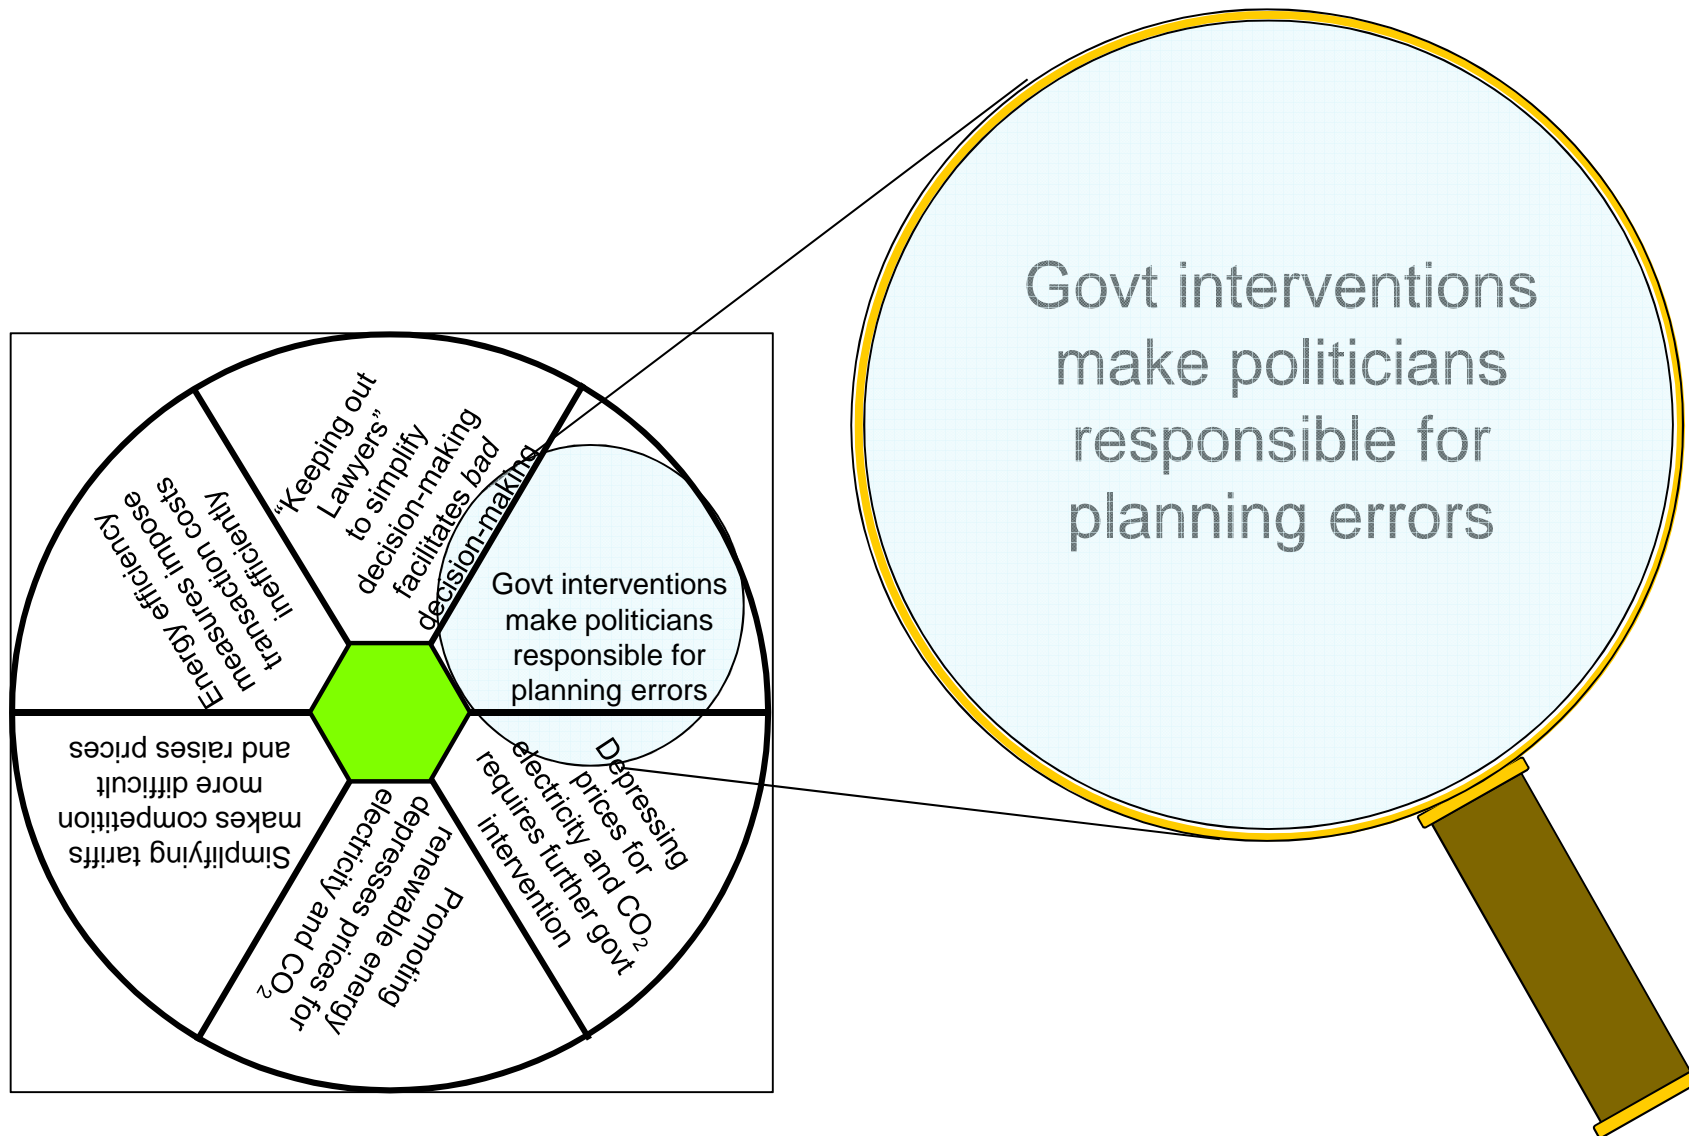 “Keeping out
Lawyers”
to simplify
decision-making
facilitates bad
decision-making
Govt interventions
make politicians
responsible for
planning errors
Depressing
prices for
electricity and CO₂
requires further govt
intervention
Promoting
renewable energy
depresses prices for
electricity and CO₂
Simplifying tariffs
makes competition
more difficult
and raises prices
Energy efficiency
measures impose
transaction costs
inefficiently
Govt interventions
make politicians
responsible for
planning errors